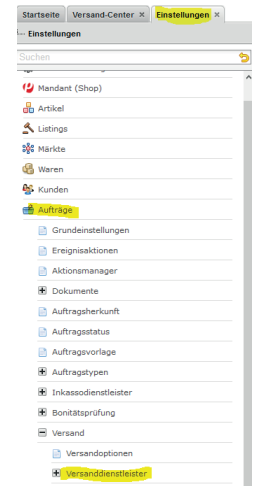 Startseite Versand-Center × Einstellungen ×
... Einstellungen
Suchen
Mandant (Shop)
Artikel
Listings
Märkte
Waren
Kunden
Aufträge
Grundeinstellungen
Ereignisaktionen
Aktionsmanager
Dokumente
Auftragsherkunft
Auftragsstatus
Auftragsvorlage
Auftragstypen
Inkassodienstleister
Bonitätsprüfung
Versand
Versandoptionen
Versanddienstleister